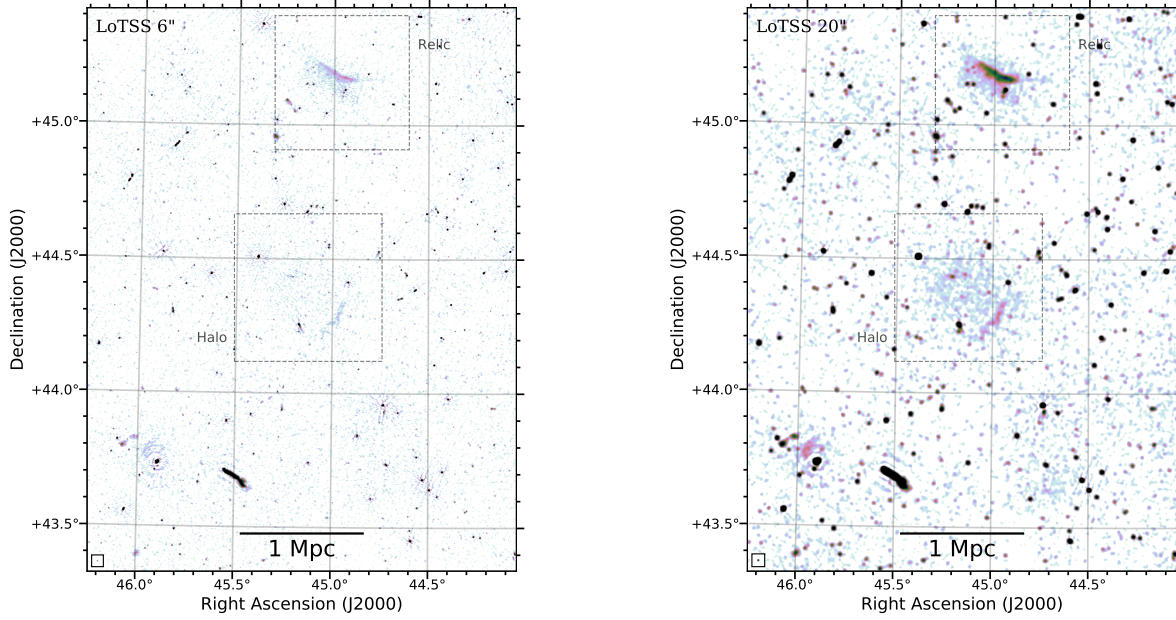 LoTSS 6"
Relic
+45.0°
+44.5°
Halo
+44.0°
+43.5°
1 Mpc
46.0° 45.5° 45.0° 44.5°
Right Ascension (J2000)
Declination (J2000)
LoTSS 20"
Relic
+45.0°
+44.5°
Halo
+44.0°
+43.5°
1 Mpc
46.0° 45.5° 45.0° 44.5°
Right Ascension (J2000)
Declination (J2000)